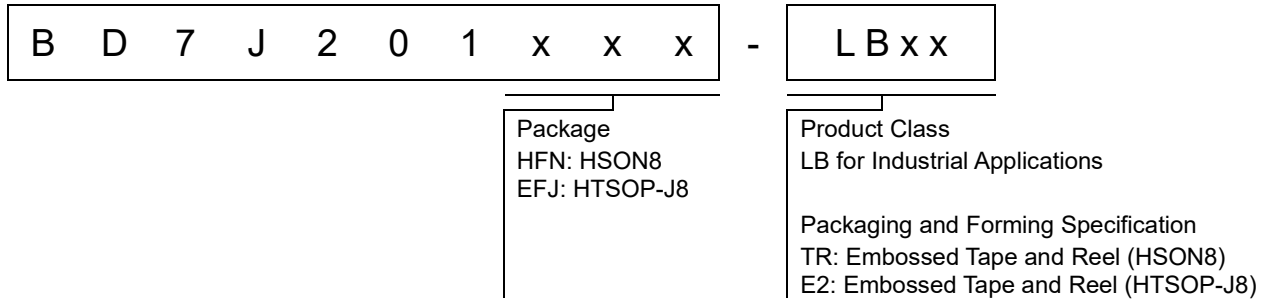 B D 7 J 2 0 1 x x x - L B x x
Package
HFN: HSON8
EFJ: HTSOP-J8
Product Class
LB for Industrial Applications
Packaging and Forming Specification
TR: Embossed Tape and Reel (HSON8)
E2: Embossed Tape and Reel (HTSOP-J8)